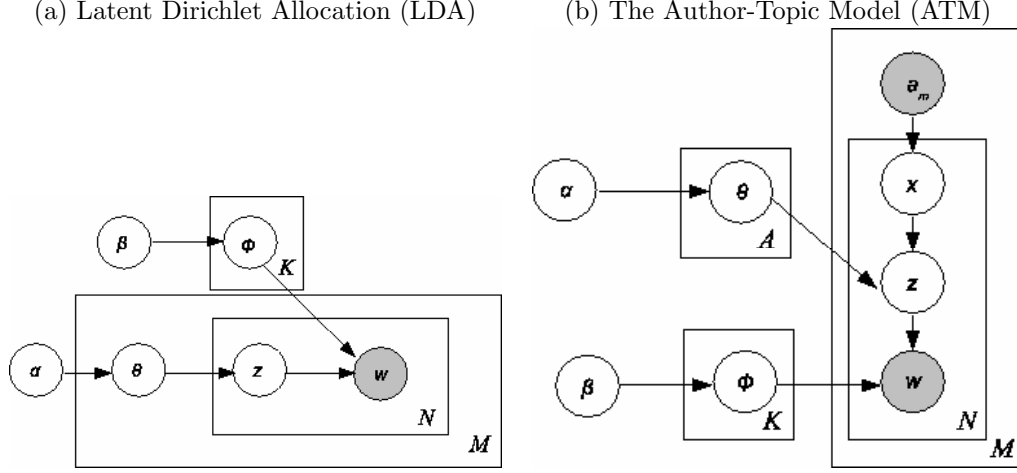 (a) Latent Dirichlet Allocation (LDA)
β
φ
K
α
θ
z
w
N
M
(b) The Author-Topic Model (ATM)
a_m
x
α
θ
A
z
β
Φ
K
w
N
M